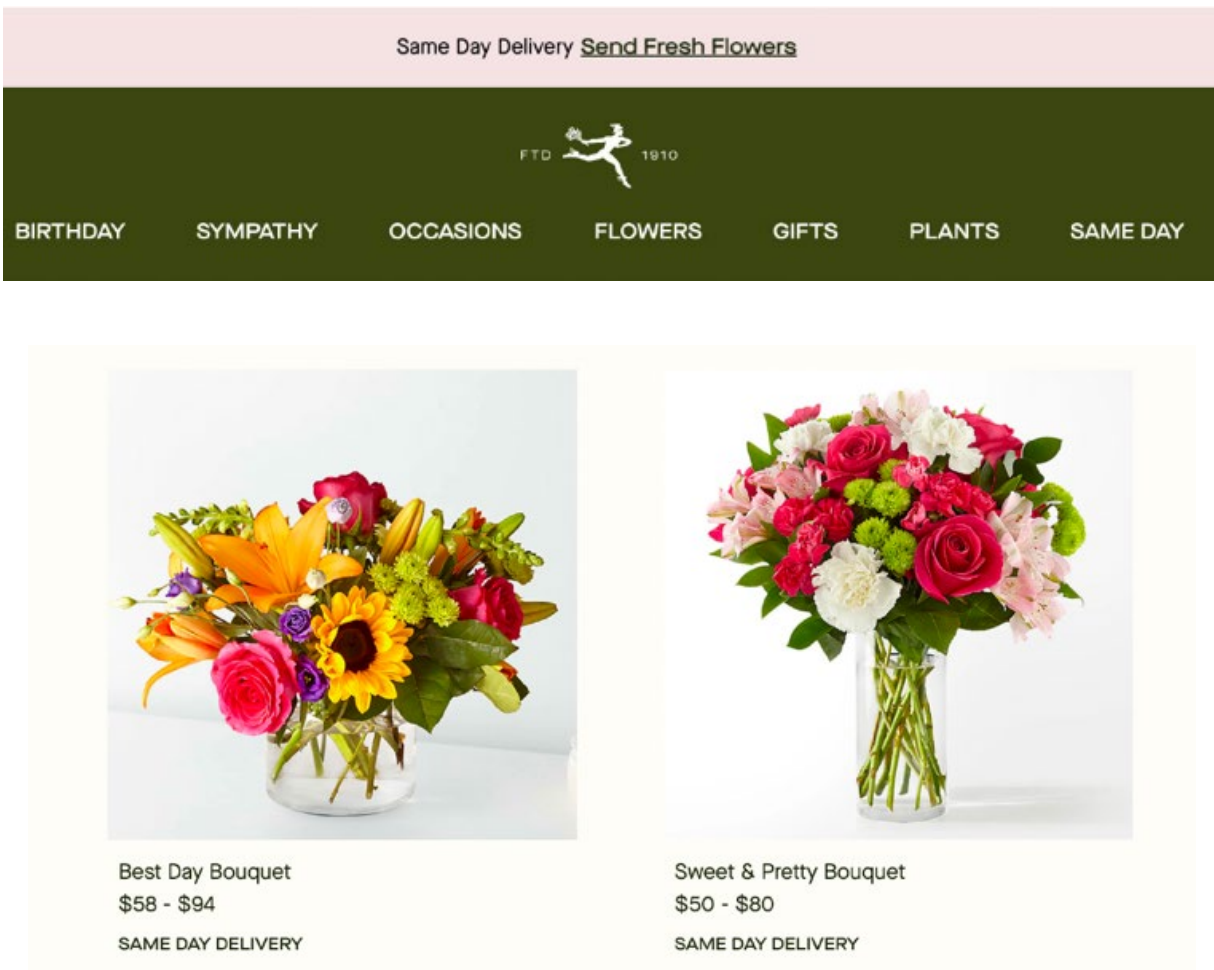 Same Day Delivery Send Fresh Flowers
FTD 1910
BIRTHDAY SYMPATHY OCCASIONS FLOWERS GIFTS PLANTS SAME DAY
Best Day Bouquet
$58 - $94
SAME DAY DELIVERY
Sweet & Pretty Bouquet
$50 - $80
SAME DAY DELIVERY